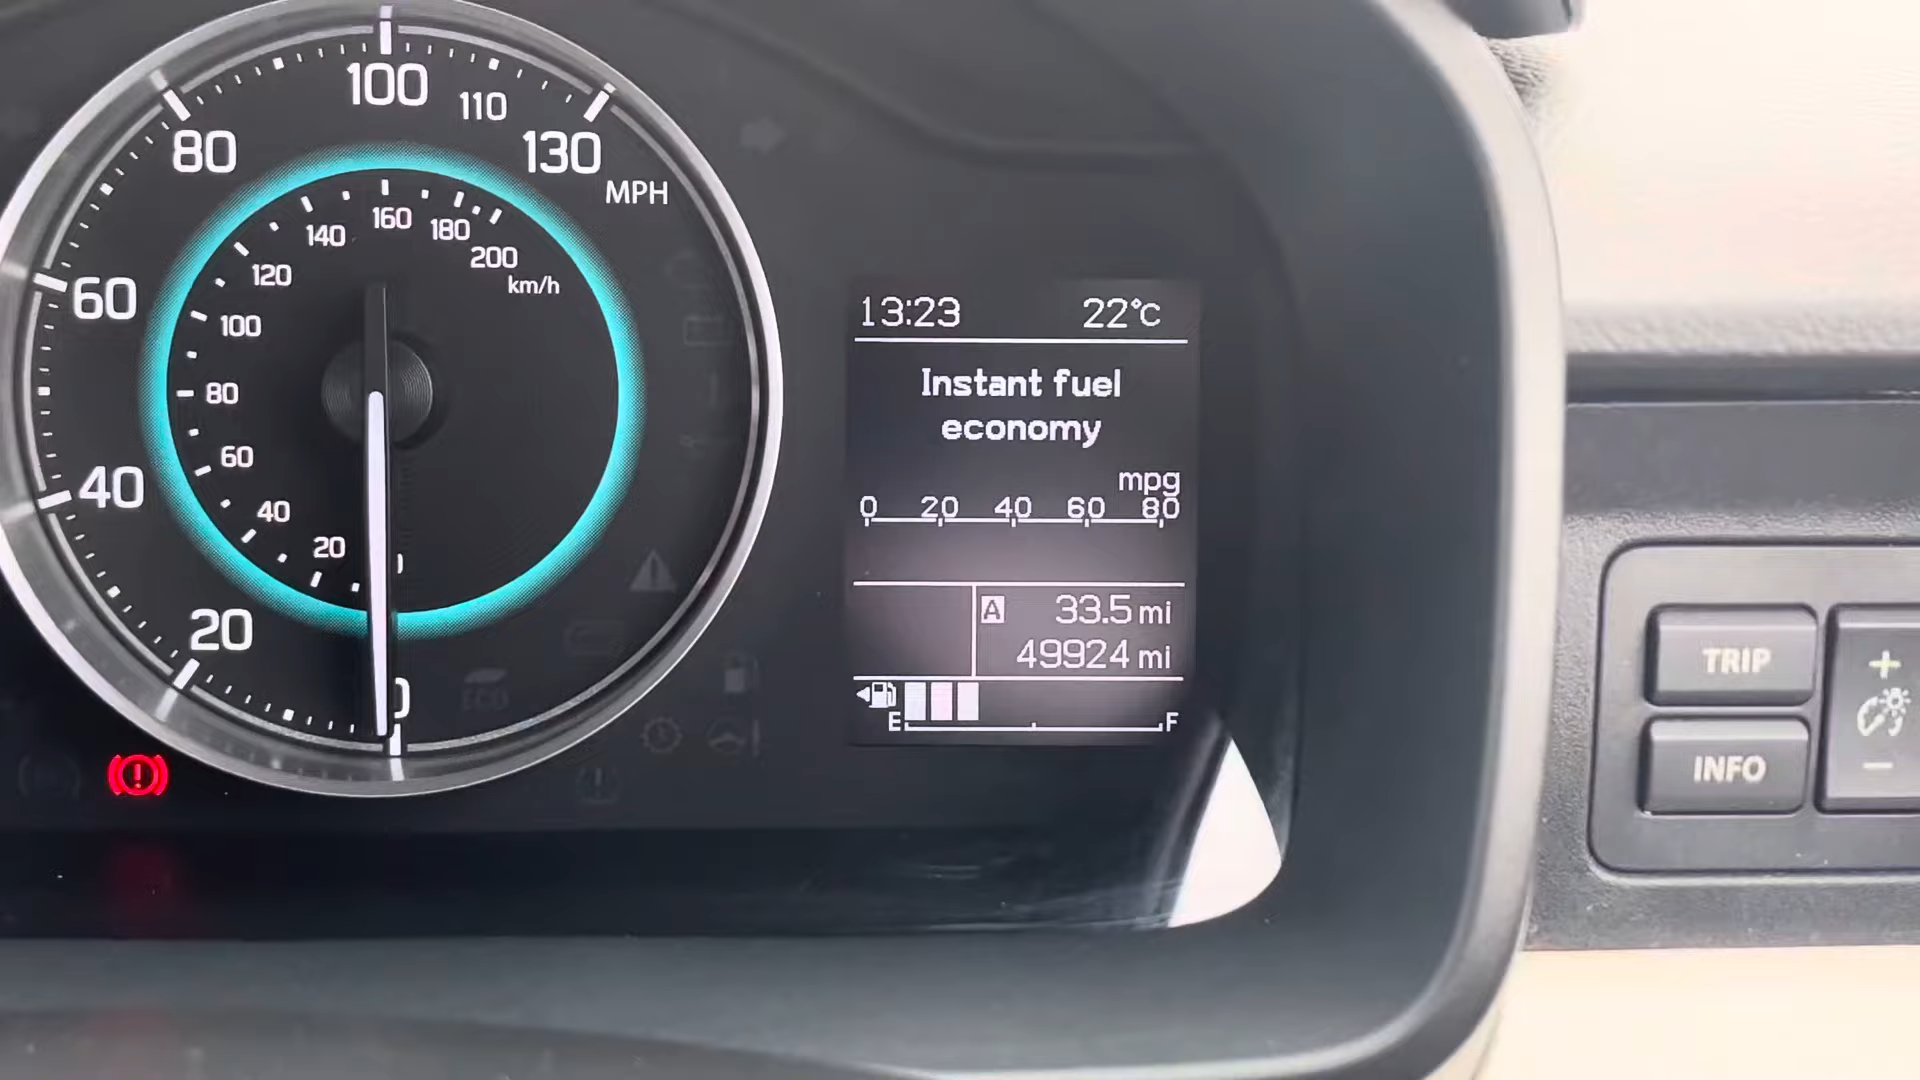 100
110
80
130
MPH
160
140
180
200
120
km/h
60
100
80
60
40
40
20
20
0
ECO
13:23 22°C
Instant fuel
economy
mpg
0 20 40 60 80
A 33.5 mi
49924 mi
E F
TRIP
INFO
+
−